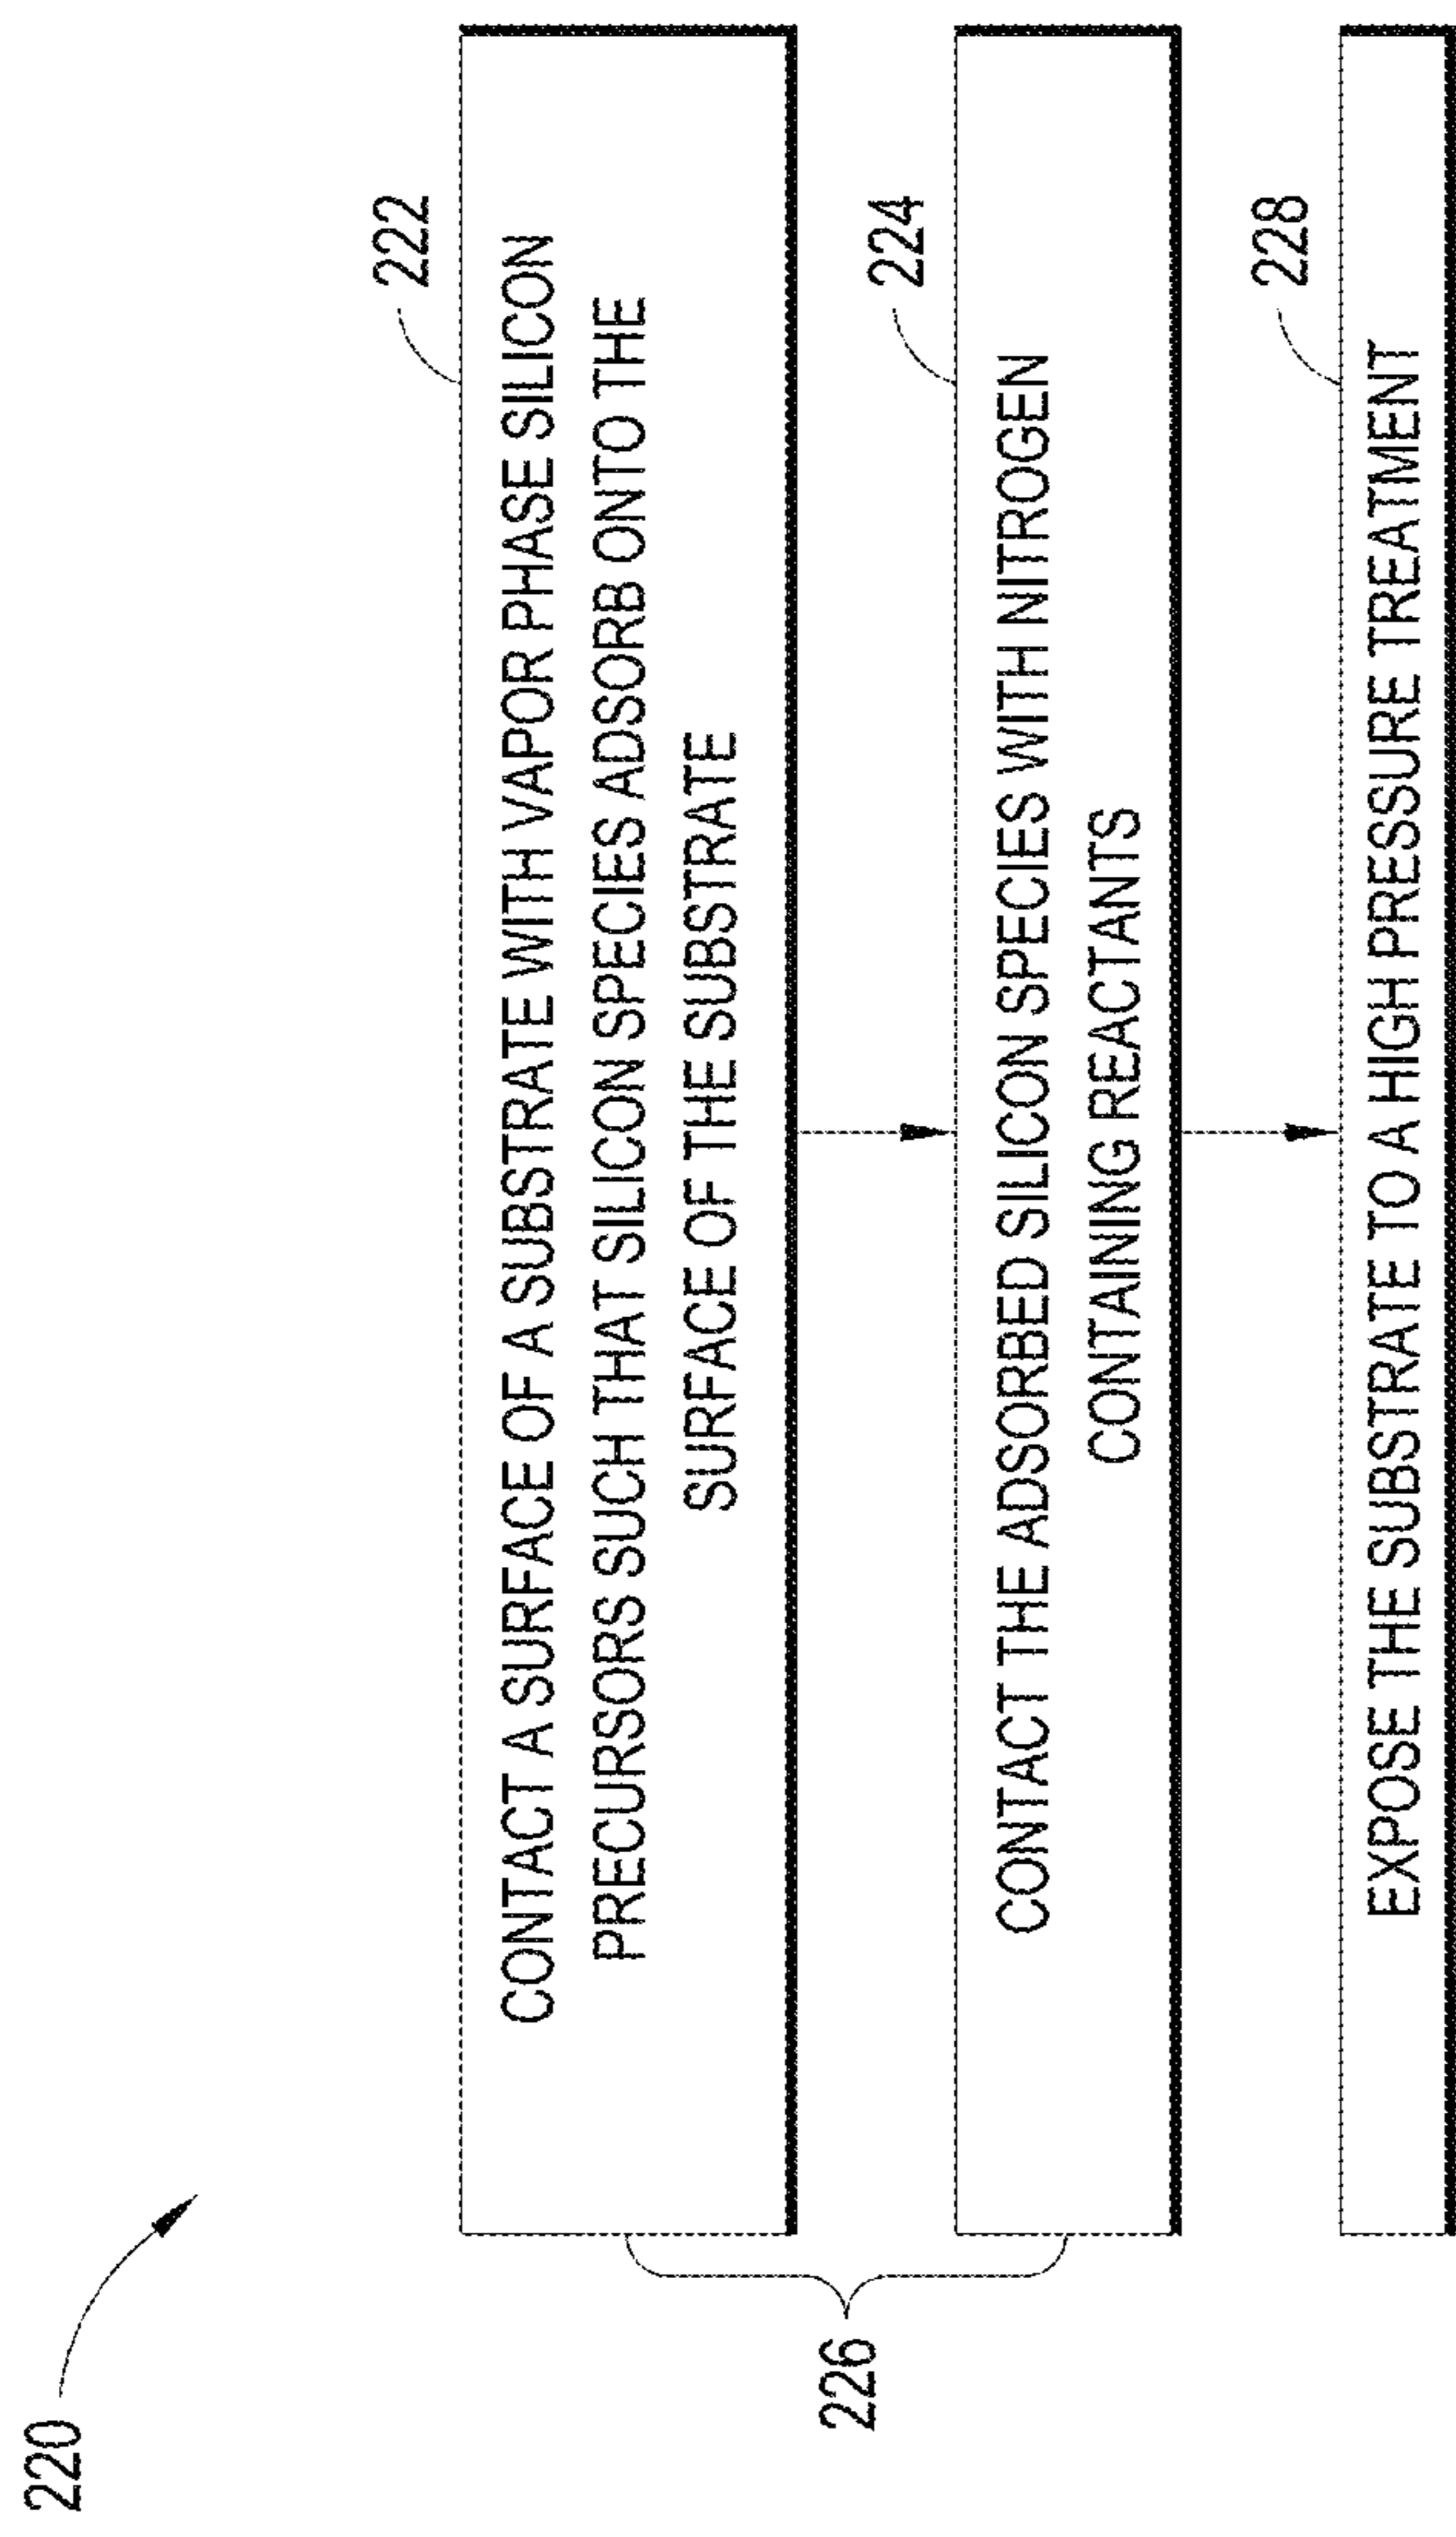 220
222
CONTACT A SURFACE OF A SUBSTRATE WITH VAPOR PHASE SILICON
PRECURSORS SUCH THAT SILICON SPECIES ADSORB ONTO THE
SURFACE OF THE SUBSTRATE
226
224
CONTACT THE ADSORBED SILICON SPECIES WITH NITROGEN
CONTAINING REACTANTS
228
EXPOSE THE SUBSTRATE TO A HIGH PRESSURE TREATMENT